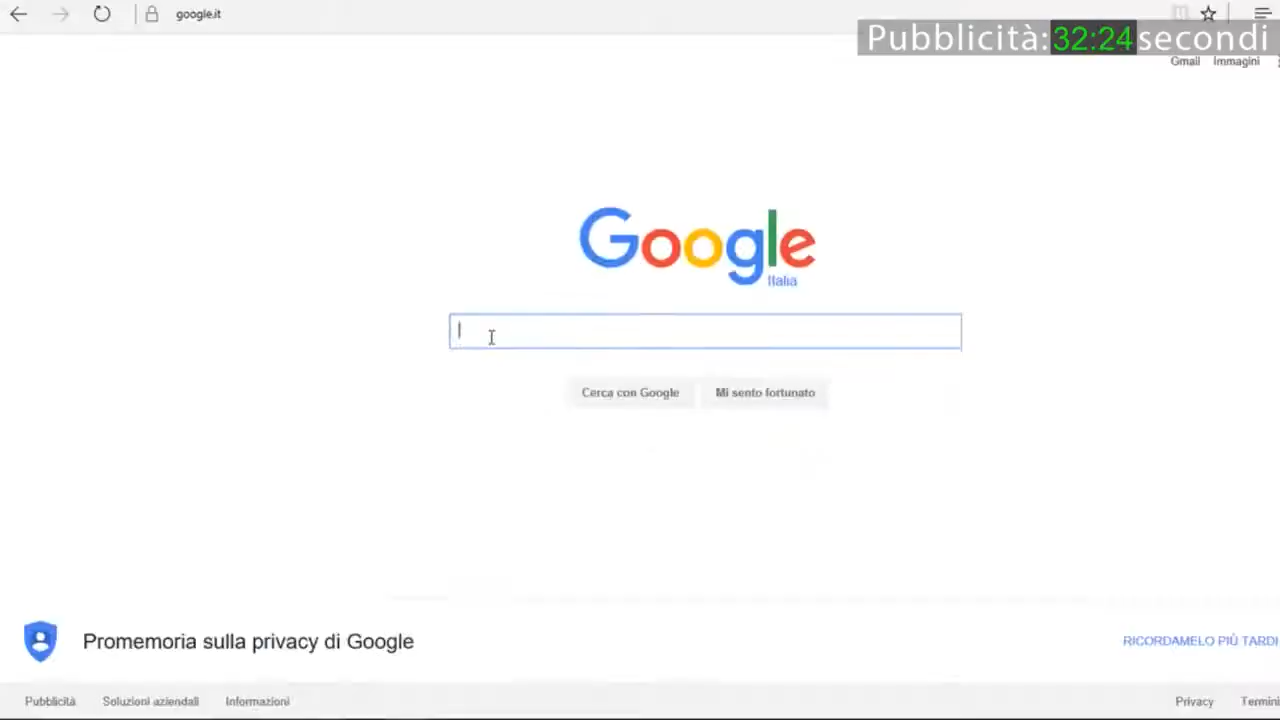 google.it
Pubblicità:32:24secondi
Gmail Immagini
Google
Italia
Cerca con Google Mi sento fortunato
Promemoria sulla privacy di Google
RICORDAMELO PIÙ TARDI
Pubblicità Soluzioni aziendali Informazioni
Privacy Termini